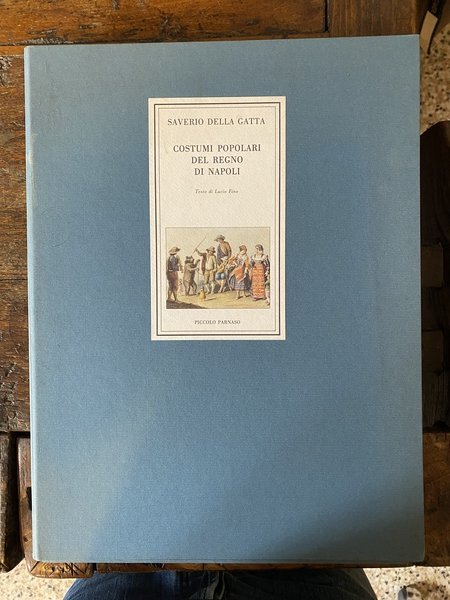 SAVERIO DELLA GATTA
COSTUMI POPOLARI
DEL REGNO
DI NAPOLI
Testo di Lucio Fino
PICCOLO PARNASO